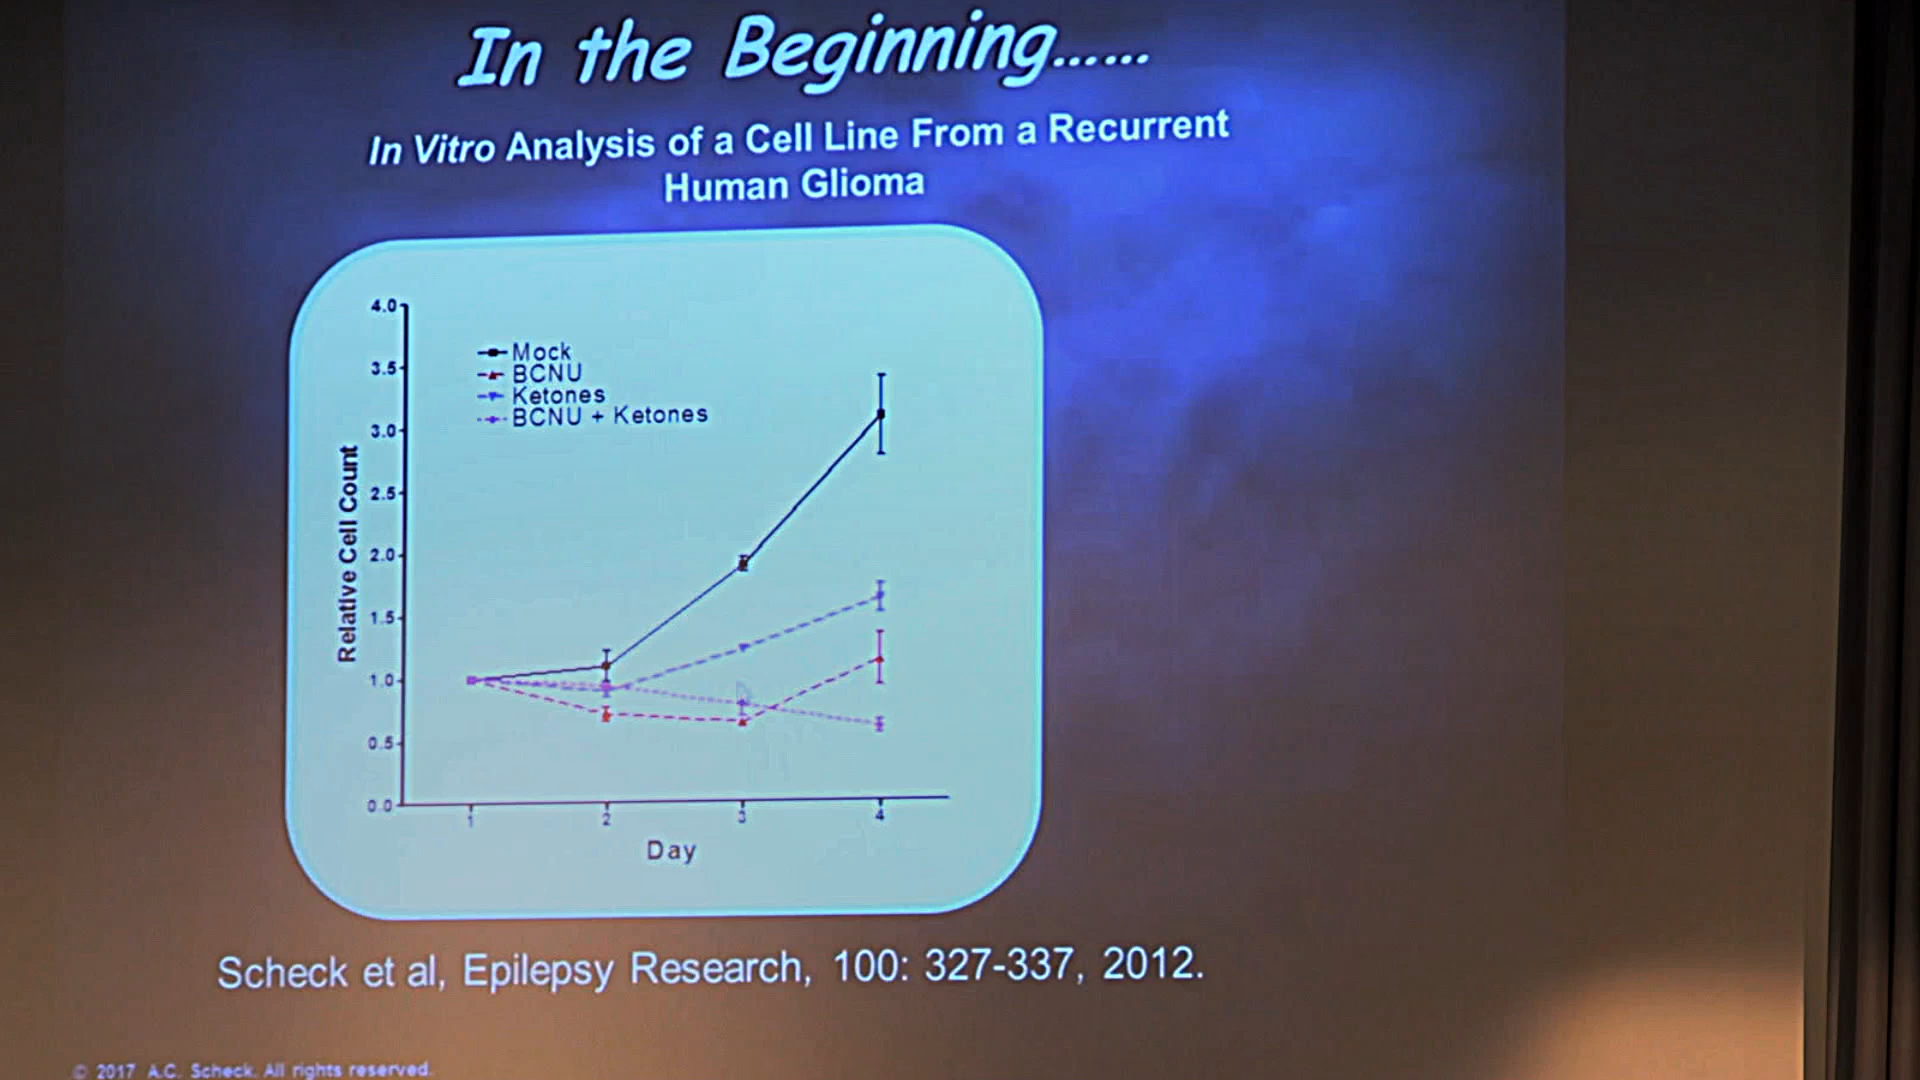 In the Beginning......
In Vitro Analysis of a Cell Line From a Recurrent
Human Glioma
4.0
3.5
3.0
2.5
2.0
1.5
1.0
0.5
0.0
Relative Cell Count
Mock
BCNU
Ketones
BCNU + Ketones
1 2 3 4
Day
Scheck et al, Epilepsy Research, 100: 327-337, 2012.
© 2017 A.C. Scheck. All rights reserved.